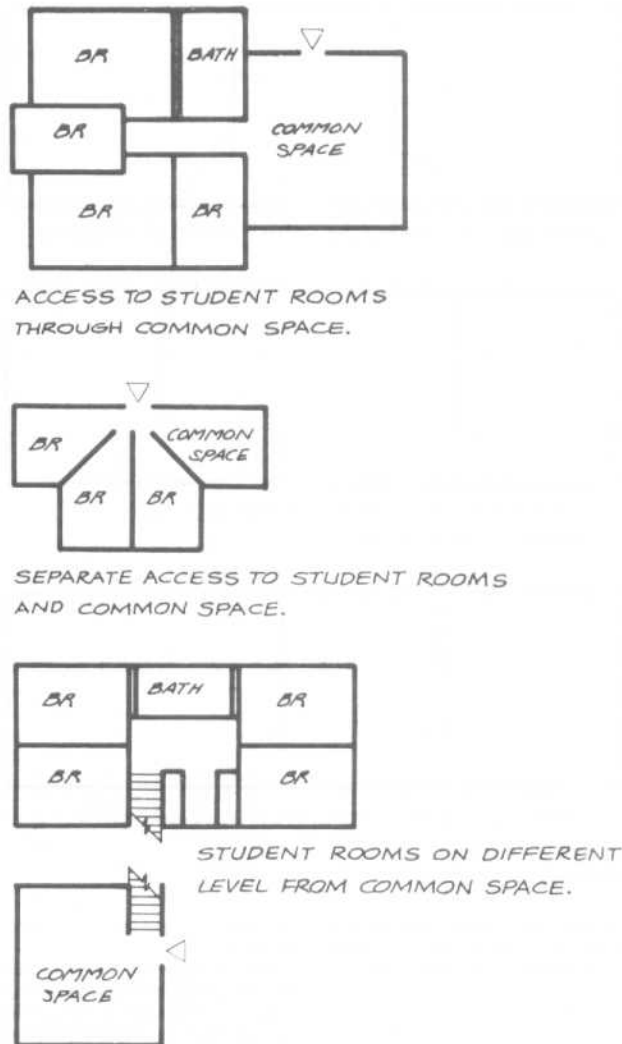 BR
BATH
BR
COMMON
SPACE
BR
BR
ACCESS TO STUDENT ROOMS
THROUGH COMMON SPACE.
BR
COMMON
SPACE
BR
BR
SEPARATE ACCESS TO STUDENT ROOMS
AND COMMON SPACE.
BR
BATH
BR
BR
BR
STUDENT ROOMS ON DIFFERENT
LEVEL FROM COMMON SPACE.
COMMON
SPACE